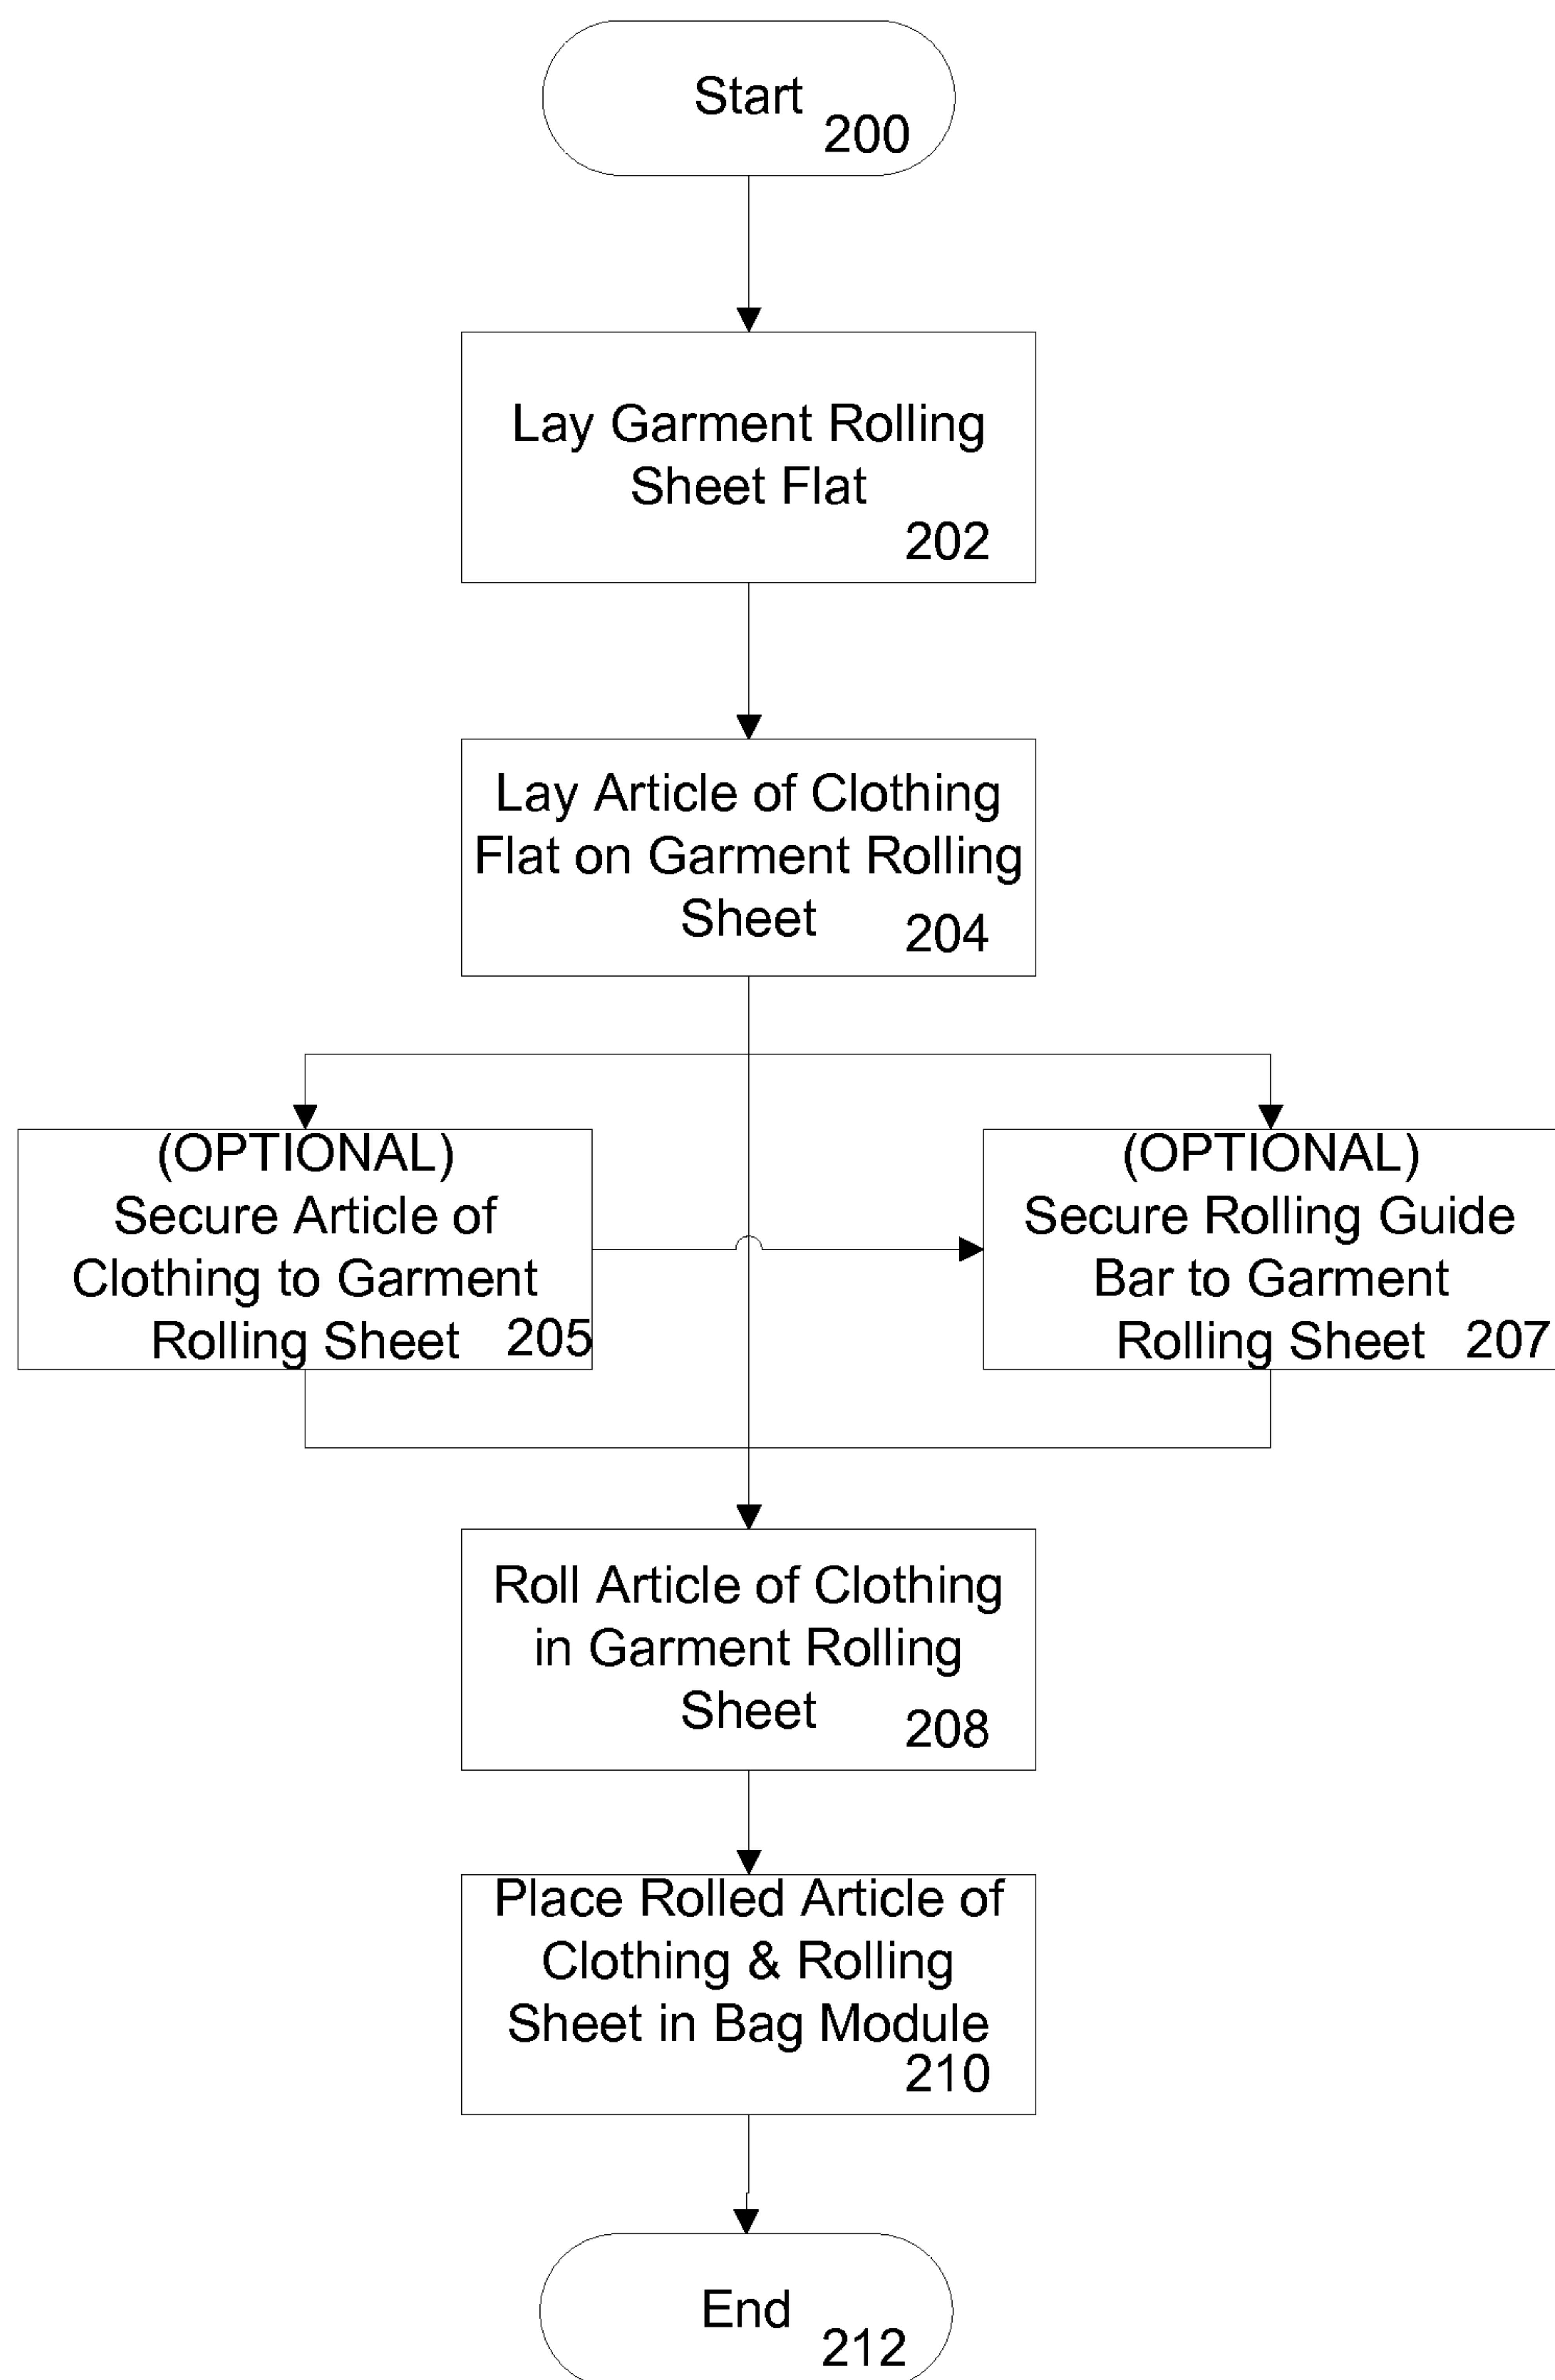 Start
200
Lay Garment Rolling
Sheet Flat
202
Lay Article of Clothing
Flat on Garment Rolling
Sheet 204
(OPTIONAL)
Secure Article of
Clothing to Garment
Rolling Sheet 205
(OPTIONAL)
Secure Rolling Guide
Bar to Garment
Rolling Sheet 207
Roll Article of Clothing
in Garment Rolling
Sheet 208
Place Rolled Article of
Clothing & Rolling
Sheet in Bag Module
210
End
212